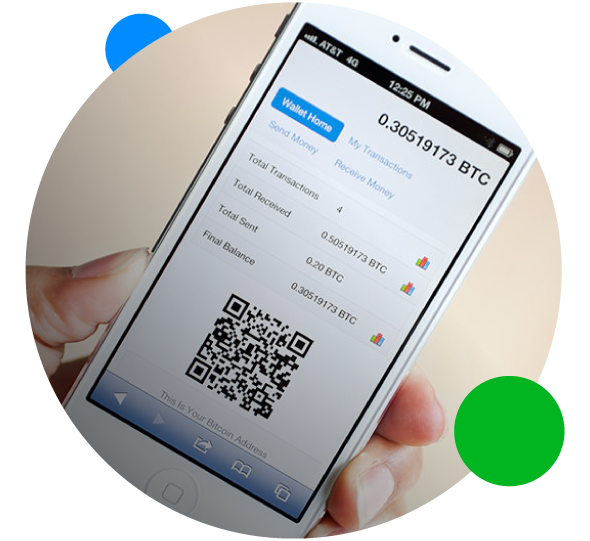 AT&T 4G
12:25 PM
0.30519173 BTC
Wallet Home
My Transactions
Send Money
Receive Money
Total Transactions 4
Total Received 0.50519173 BTC
Total Sent 0.20 BTC
Final Balance 0.30519173 BTC
This Is Your Bitcoin Address